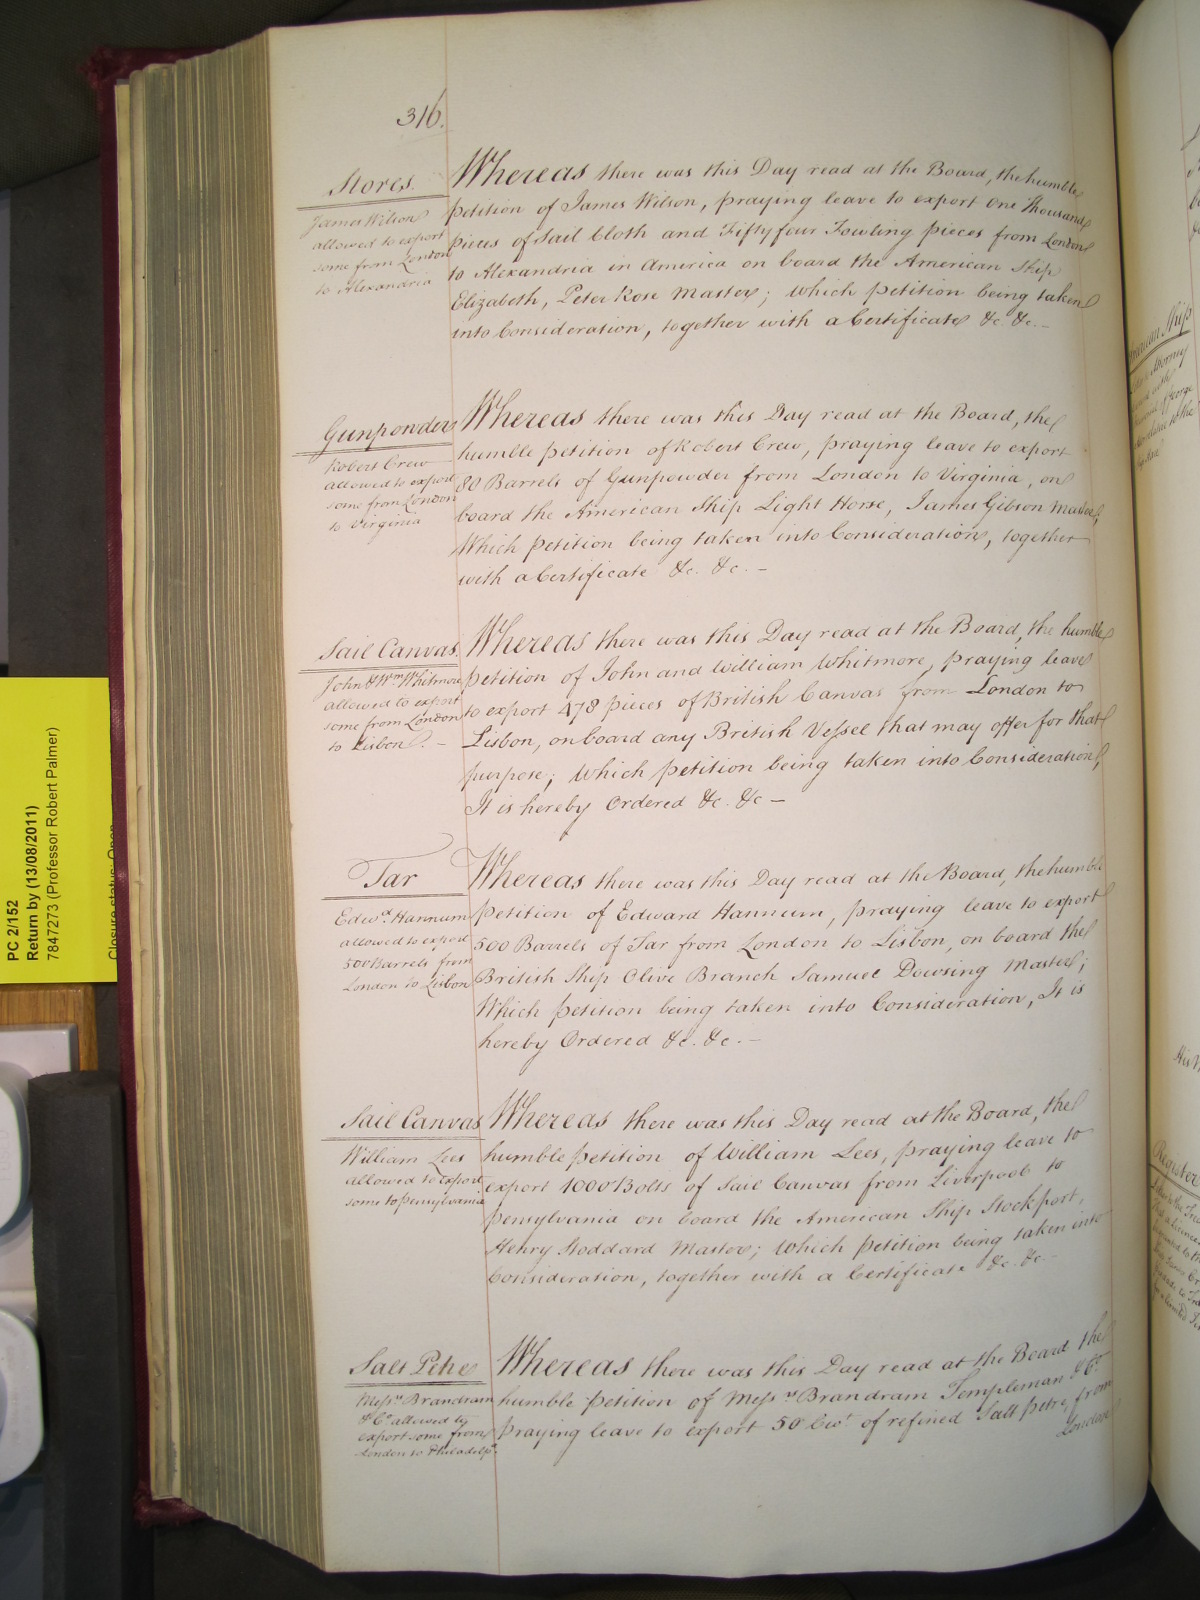 316.
Stores.
James Wilson
allowed to export
some from London
to Alexandria
Whereas there was this Day read at the Board, the humble
petition of James Wilson, praying leave to export One Thousand
pieces of Sail Cloth and Fifty four Fowling pieces from London
to Alexandria in America on board the American Ship
Elizabeth, Peter Rose Master; Which petition being taken
into Consideration, together with a Certificate &c. &c. –
Gunpowder
Robert Crew
allowed to export
some from London
to Virginia
Whereas there was this Day read at the Board, the
humble petition of Robert Crew, praying leave to export
80 Barrels of Gunpowder from London to Virginia, on
board the American Ship Light Horse, James Gibson Master,
Which petition being taken into Consideration, together
with a Certificate &c. &c. –
Sail Canvas.
John & Wm. Whitmore
allowed to export
some from London
to Lisbon. –
Whereas there was this Day read at the Board, the humble
petition of John and William Whitmore, praying leave
to export 478 pieces of British Canvas from London to
Lisbon, on board any British Vessel that may offer for that
purpose; Which petition being taken into Consideration,
It is hereby Ordered &c. &c –
Tar
Edwd. Hannum
allowed to export
500 Barrels from
London to Lisbon
Whereas there was this Day read at the Board, the humble
petition of Edward Hannum, praying leave to export
500 Barrels of Tar from London to Lisbon, on board the
British Ship Olive Branch Samuel Dowsing Master;
Which petition being taken into Consideration, It is
hereby Ordered &c. &c. –
Sail Canvas
William Lees
allowed to export
some to pensylvania
Whereas there was this Day read at the Board, the
humble petition of William Lees, praying leave to
export 1000 Bolts of Sail Canvas from Liverpool to
pensylvania on board the American Ship Stockport,
Henry Stoddard Master; Which petition being taken into
Consideration, together with a Certificate &c. &c. –
Salt Petre
Messrs. Brandram
& Co. allowed to
export some from
London to Philadelpa.
Whereas there was this Day read at the Board the
humble petition of Messrs. Brandram Templeman & Co.
praying leave to export 50 Cwt. of refined Salt petre, from
London
PC 2/152
Return by (13/08/2011)
7847273 (Professor Robert Palmer)
Closure status: Open
Ship
Attorney
George
Register